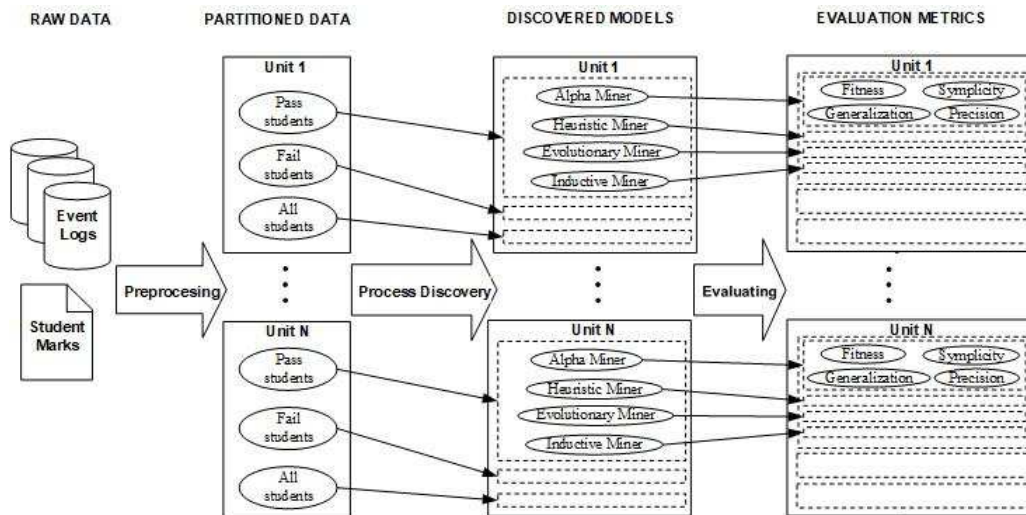 RAW DATA
PARTITIONED DATA
DISCOVERED MODELS
EVALUATION METRICS
Event
Logs
Student
Marks
Preprocesing
Unit 1
Pass
students
Fail
students
All
students
Process Discovery
Unit 1
Alpha Miner
Heuristic Miner
Evolutionary Miner
Inductive Miner
Evaluating
Unit 1
Fitness
Symplicity
Generalization
Precision
Unit N
Pass
students
Fail
students
All
students
Unit N
Alpha Miner
Heuristic Miner
Evolutionary Miner
Inductive Miner
Unit N
Fitness
Symplicity
Generalization
Precision